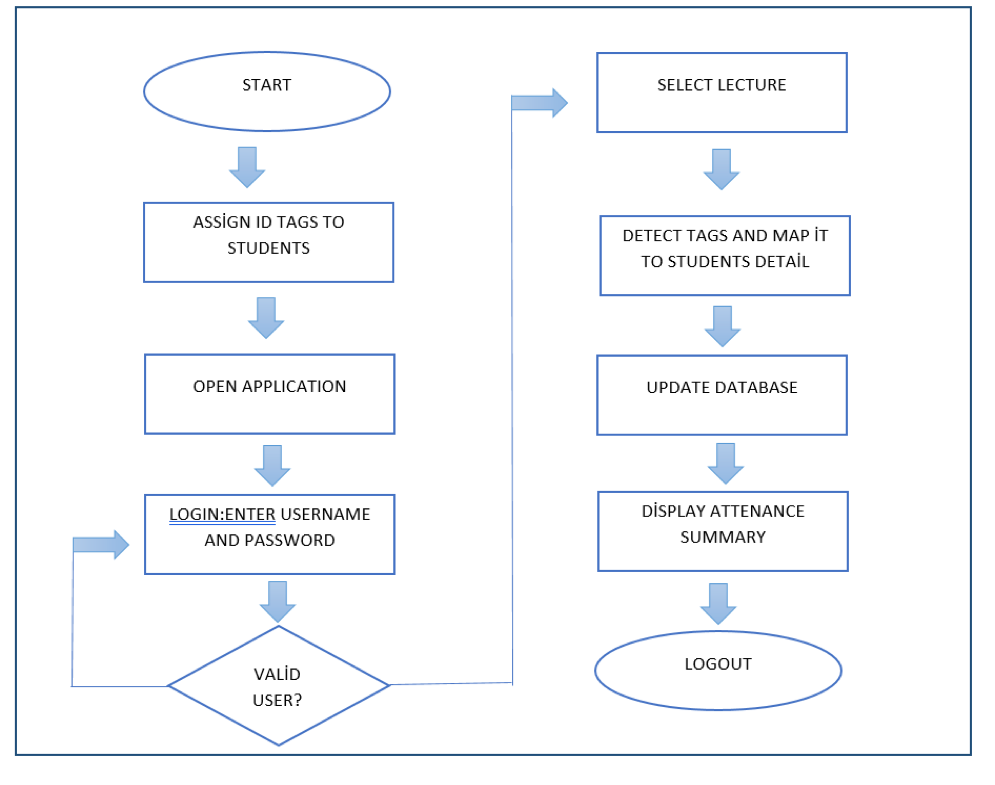 START
ASSİGN ID TAGS TO
STUDENTS
OPEN APPLICATION
LOGIN:ENTER USERNAME
AND PASSWORD
VALİD
USER?
SELECT LECTURE
DETECT TAGS AND MAP İT
TO STUDENTS DETAİL
UPDATE DATABASE
DİSPLAY ATTENANCE
SUMMARY
LOGOUT